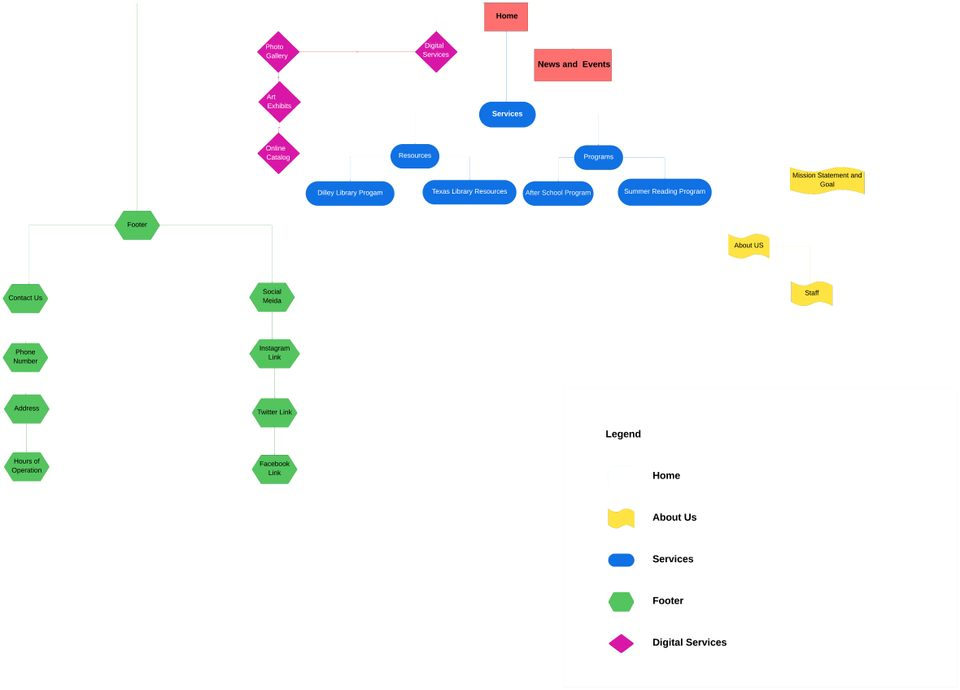 Home
News and  Events
Photo
Gallery
Digital
Services
Art
Exhibits
Online
Catalog
Services
Resources
Programs
Dilley Library Progam
Texas Library Resources
After School Program
Summer Reading Program
Mission Statement and
Goal
About US
Staff
Footer
Contact Us
Phone
Number
Address
Hours of
Operation
Social
Meida
Instagram
Link
Twitter Link
Facebook
Link
Legend
Home
About Us
Services
Footer
Digital Services